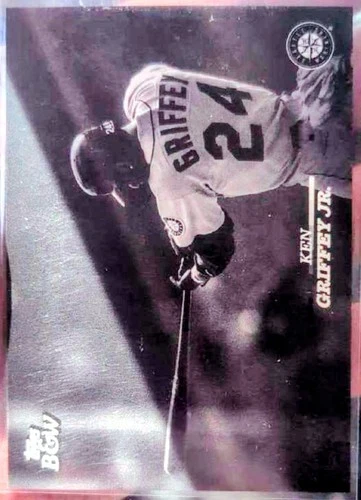 GRIFFEY
24
KEN
GRIFFEY JR.
Topps
B&W